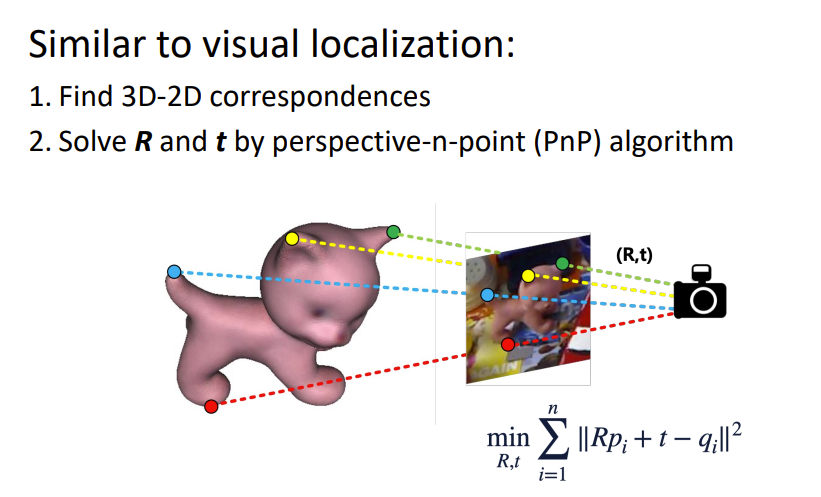 Similar to visual localization:
1. Find 3D-2D correspondences
2. Solve R and t by perspective-n-point (PnP) algorithm
(R,t)
GAIN
min_{R,t} \sum_{i=1}^{n} ||Rp_i + t − q_i||^2